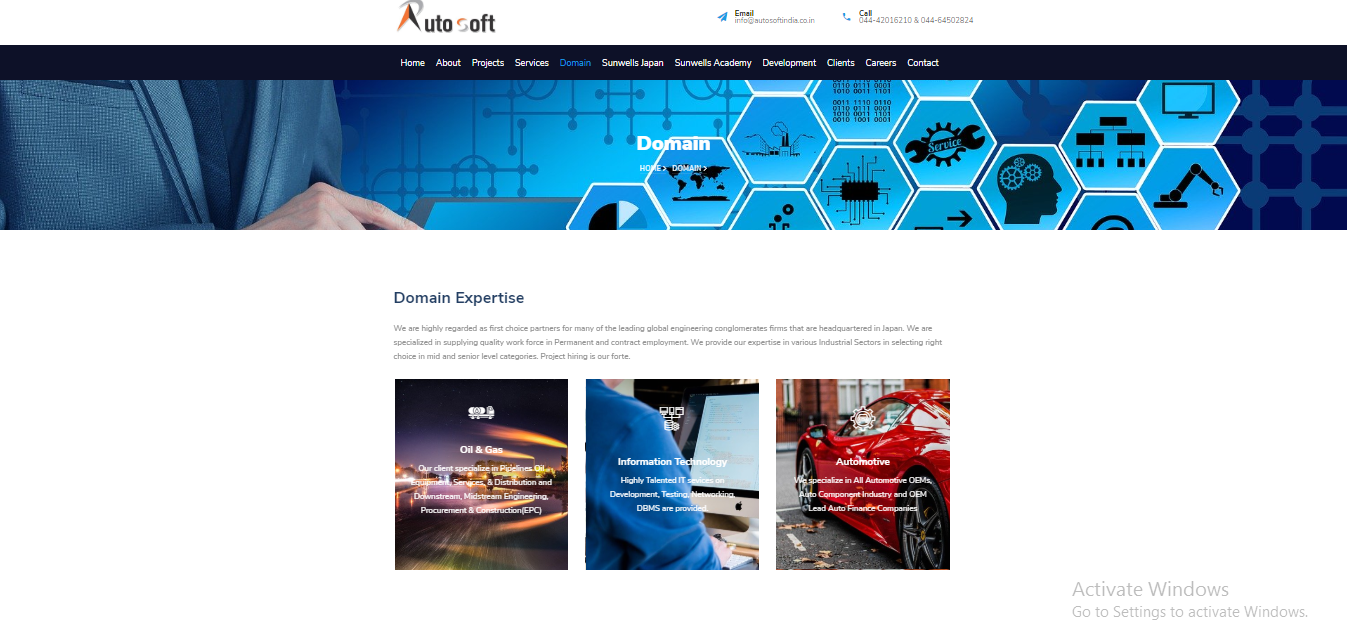 Autosoft
Email
info@autosoftindia.co.in
Call
044-42016210 & 044-64502824
Home About Projects Services Domain Sunwells Japan Sunwells Academy Development Clients Careers Contact
Domain
HOME > DOMAIN >
0110 0111 0001
1010 0011 1101
0011 1110 0110
0110 0111 0001
1010 0011 1101
0010 1001 0001
Service
Domain Expertise
We are highly regarded as first choice partners for many of the leading global engineering conglomerates firms that are headquartered in Japan. We are
specialized in supplying quality work force in Permanent and contract employment. We provide our expertise in various Industrial Sectors in selecting right
choice in mid and senior level categories. Project hiring is our forte.
Oil & Gas
Our client specialize in Pipelines Oil
Equipment, Services, & Distribution and
Downstream, Midstream Engineering,
Procurement & Construction(EPC)
Information Technology
Highly Talented IT sevices on
Development, Testing, Networking,
DBMS are provided.
Automotive
We specialize in All Automotive OEMs,
Auto Component Industry and OEM
Lead Auto Finance Companies
Activate Windows
Go to Settings to activate Windows.